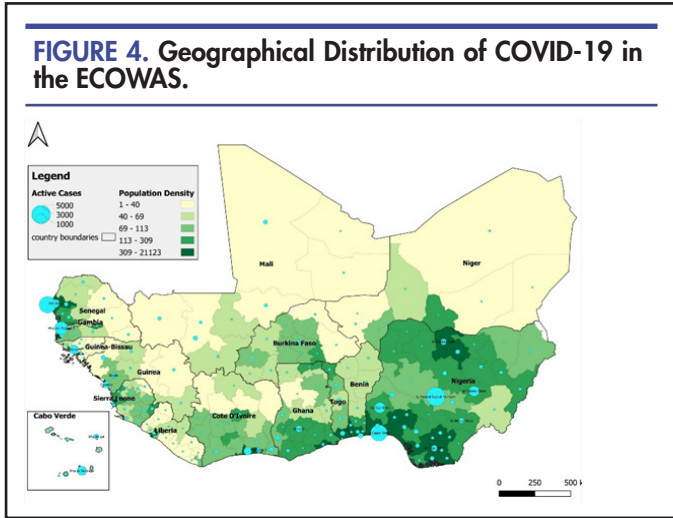 FIGURE 4. Geographical Distribution of COVID-19 in
the ECOWAS.
Legend
Active Cases
5000
3000
1000
country boundaries
Population Density
1 - 40
40 - 69
69 - 113
113 - 309
309 - 21123
Mali
Niger
Senegal
Gambia
Guinea-Bissau
Burkina Faso
Guinea
Benin
Nigeria
Sierra Leone
Ghana
Togo
Cote D'Ivoire
Liberia
Cabo Verde
0 250 500 k